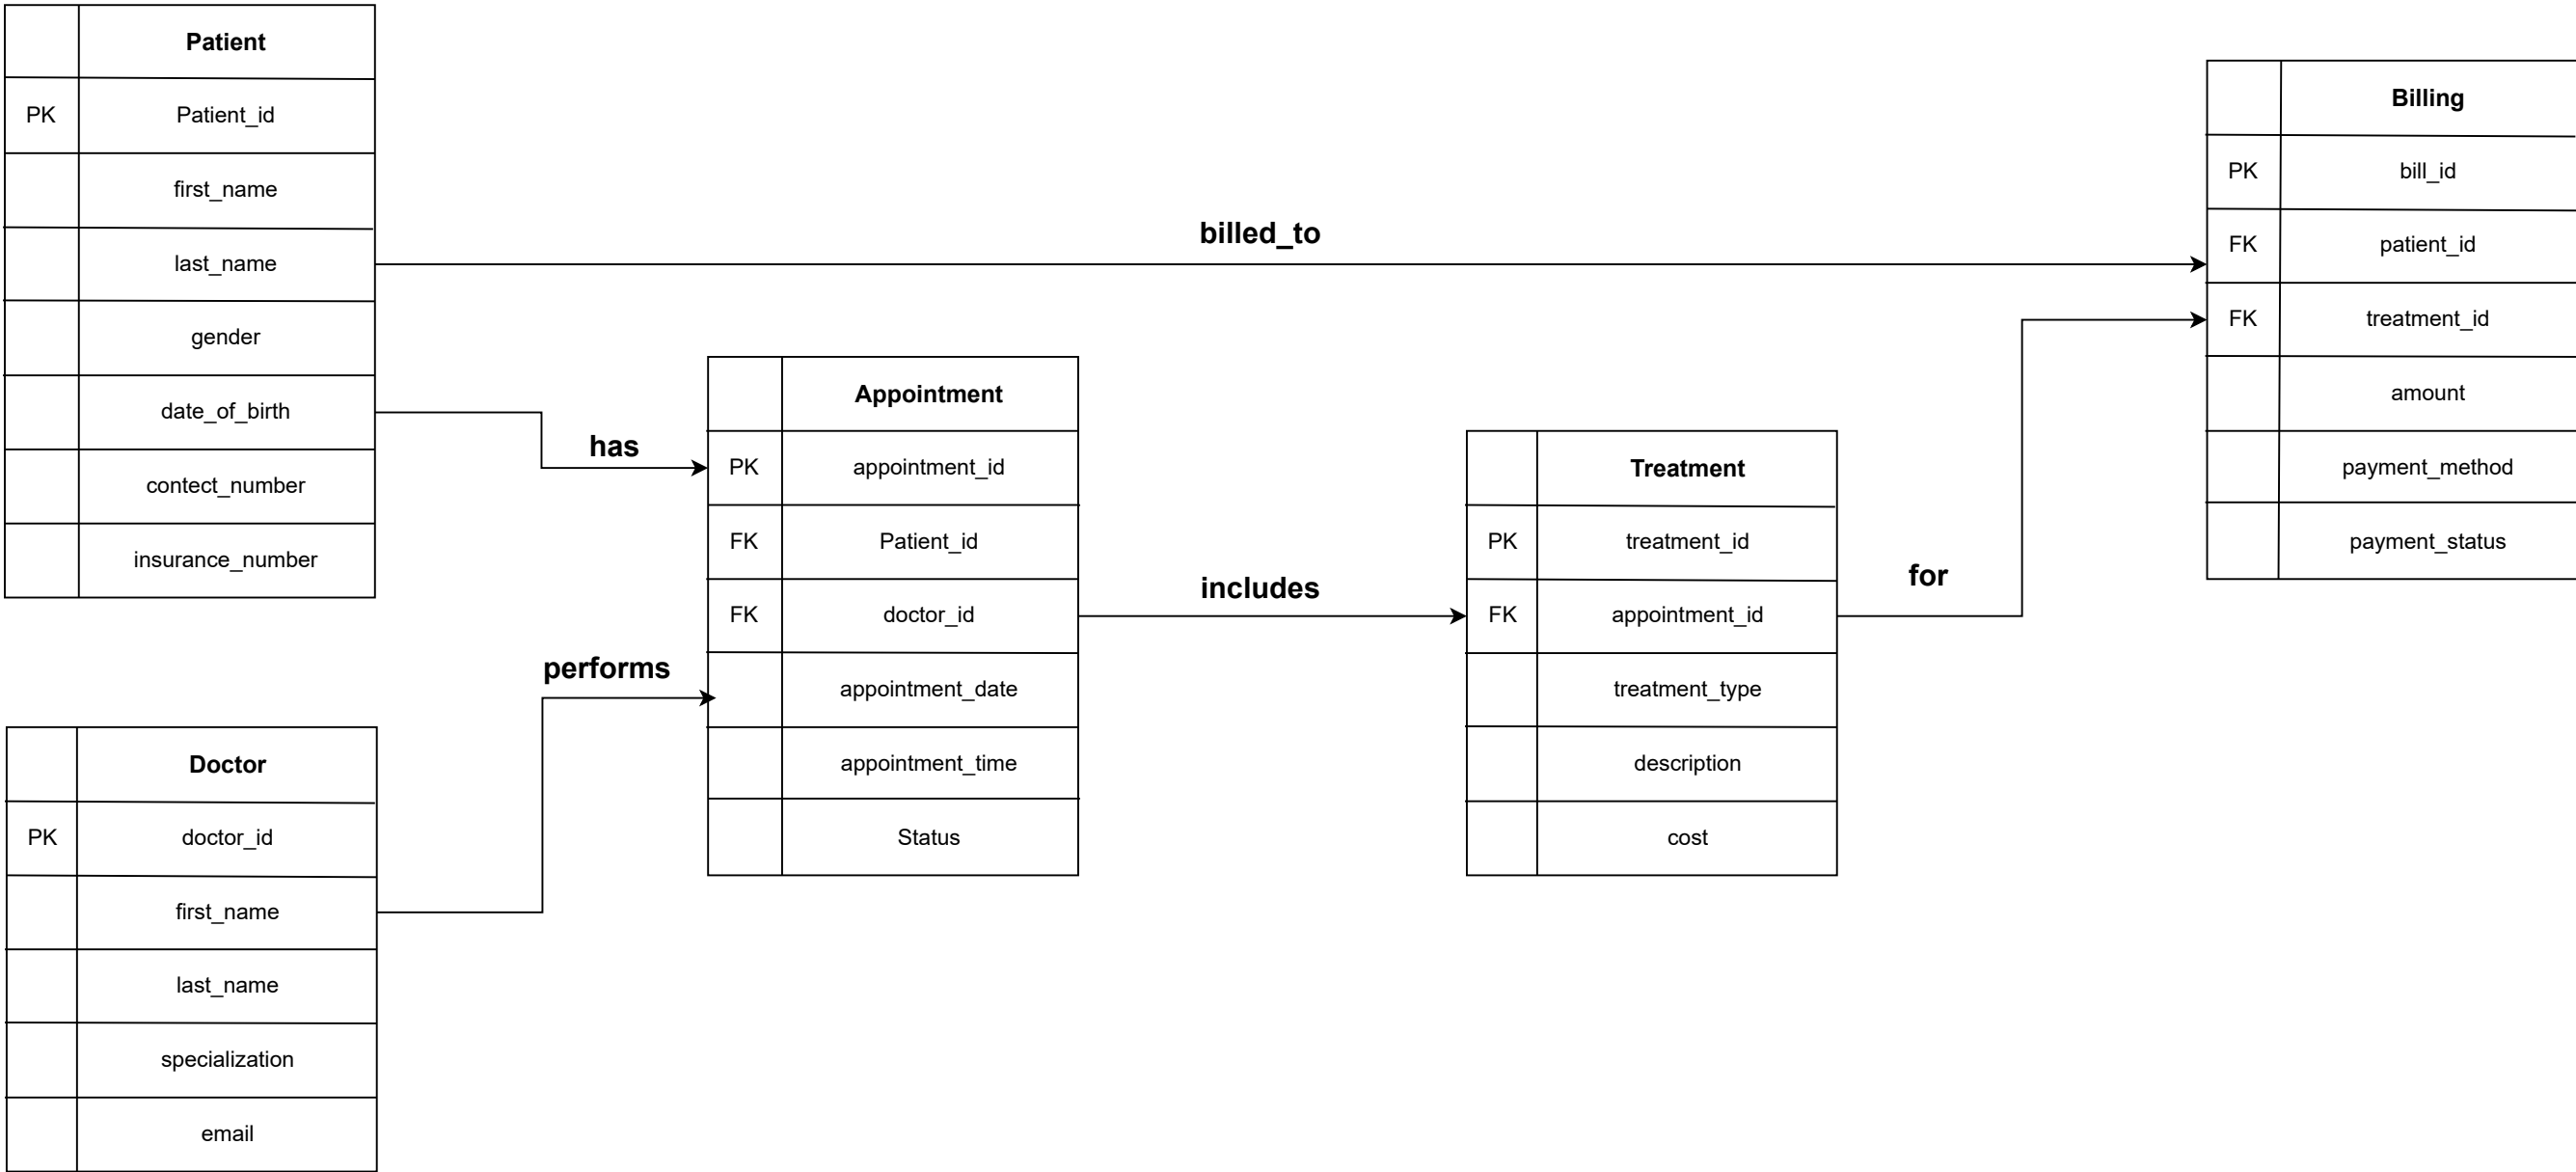 Patient
PK Patient_id
first_name
last_name
gender
date_of_birth
contect_number
insurance_number
billed_to
has
performs
Doctor
PK doctor_id
first_name
last_name
specialization
email
Appointment
PK appointment_id
FK Patient_id
FK doctor_id
appointment_date
appointment_time
Status
includes
Treatment
PK treatment_id
FK appointment_id
treatment_type
description
cost
for
Billing
PK bill_id
FK patient_id
FK treatment_id
amount
payment_method
payment_status